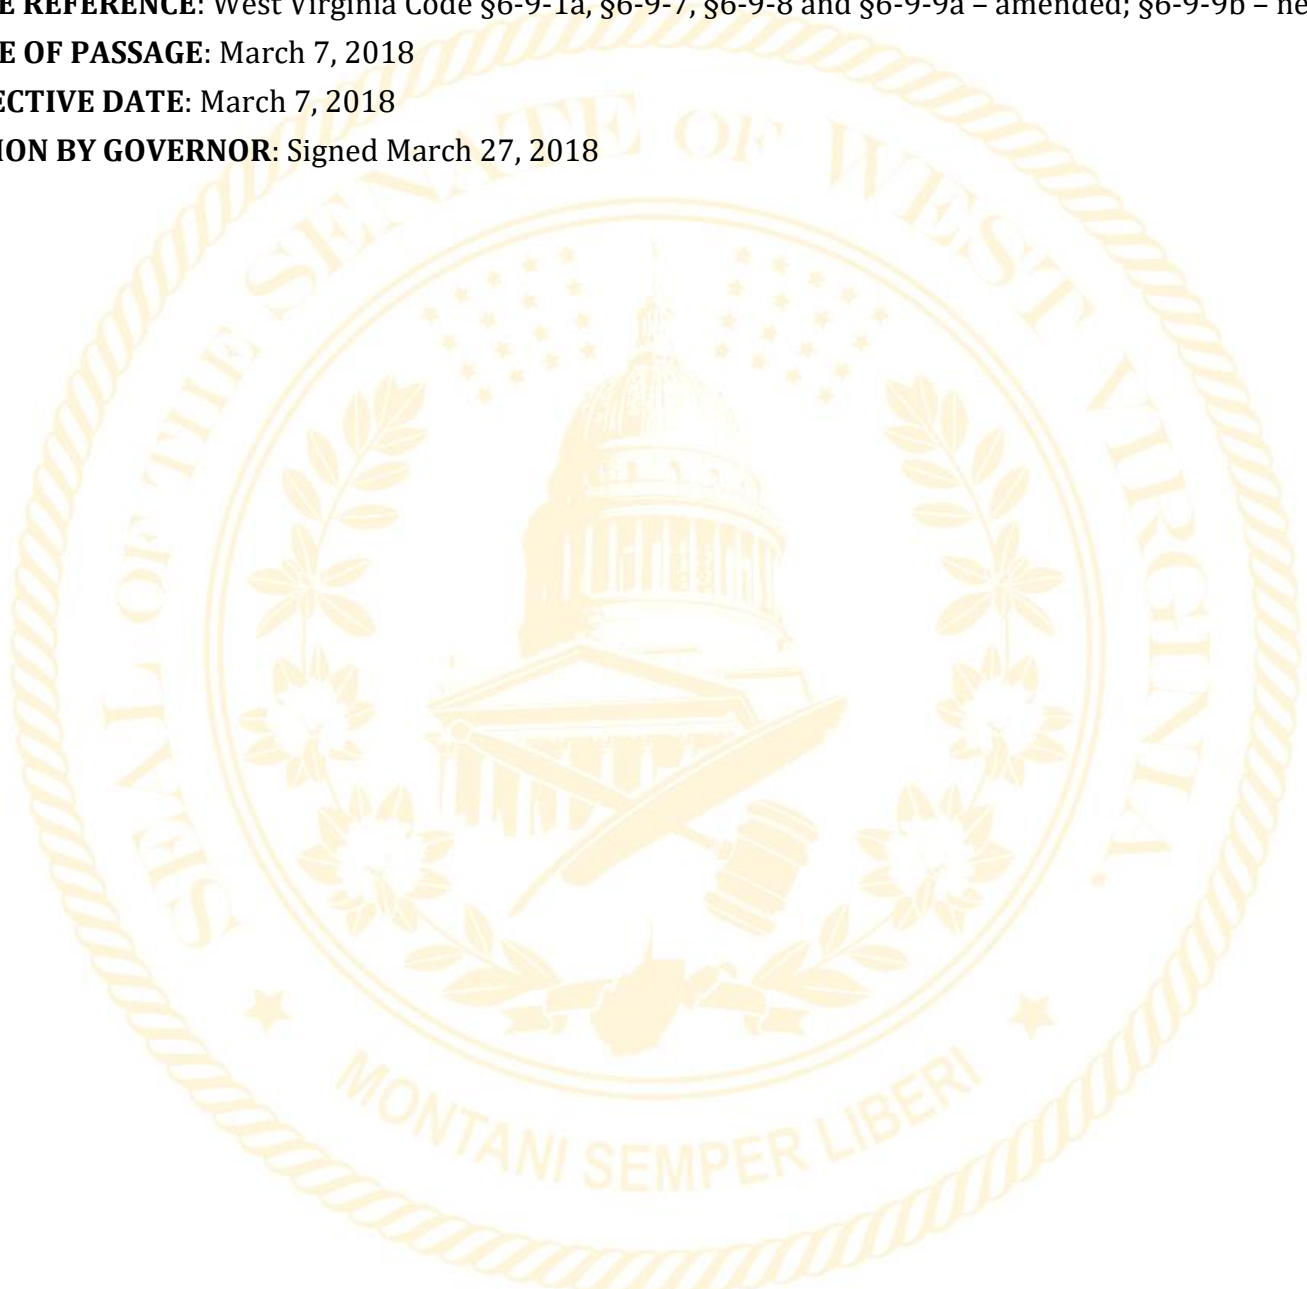 E REFERENCE: West Virginia Code §6-9-1a, §6-9-7, §6-9-8 and §6-9-9a – amended; §6-9-9b – ne
E OF PASSAGE: March 7, 2018
ECTIVE DATE: March 7, 2018
ION BY GOVERNOR: Signed March 27, 2018
SEAL OF THE SENATE OF WEST VIRGINIA
MONTANI SEMPER LIBERI